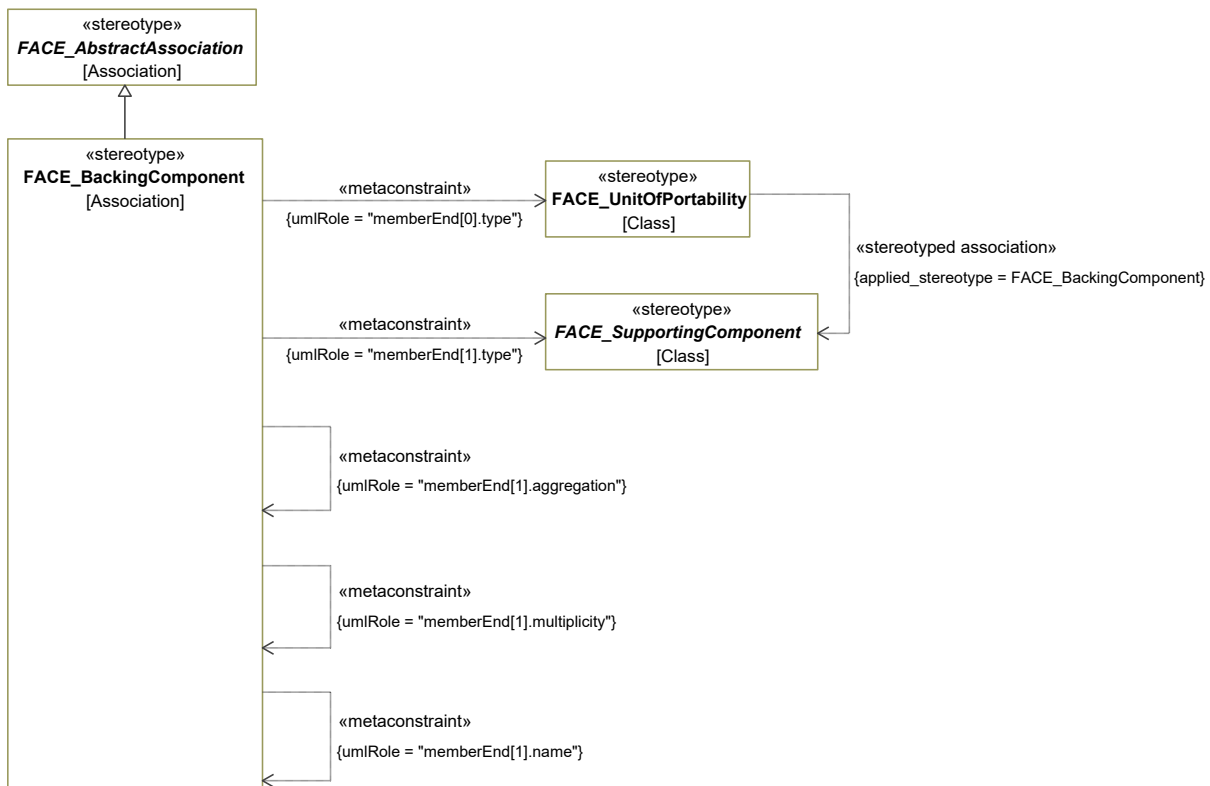 «stereotype»
FACE_AbstractAssociation
[Association]
«stereotype»
FACE_BackingComponent
[Association]
«metaconstraint»
{umlRole = "memberEnd[0].type"}
«stereotype»
FACE_UnitOfPortability
[Class]
«stereotyped association»
{applied_stereotype = FACE_BackingComponent}
«metaconstraint»
{umlRole = "memberEnd[1].type"}
«stereotype»
FACE_SupportingComponent
[Class]
«metaconstraint»
{umlRole = "memberEnd[1].aggregation"}
«metaconstraint»
{umlRole = "memberEnd[1].multiplicity"}
«metaconstraint»
{umlRole = "memberEnd[1].name"}